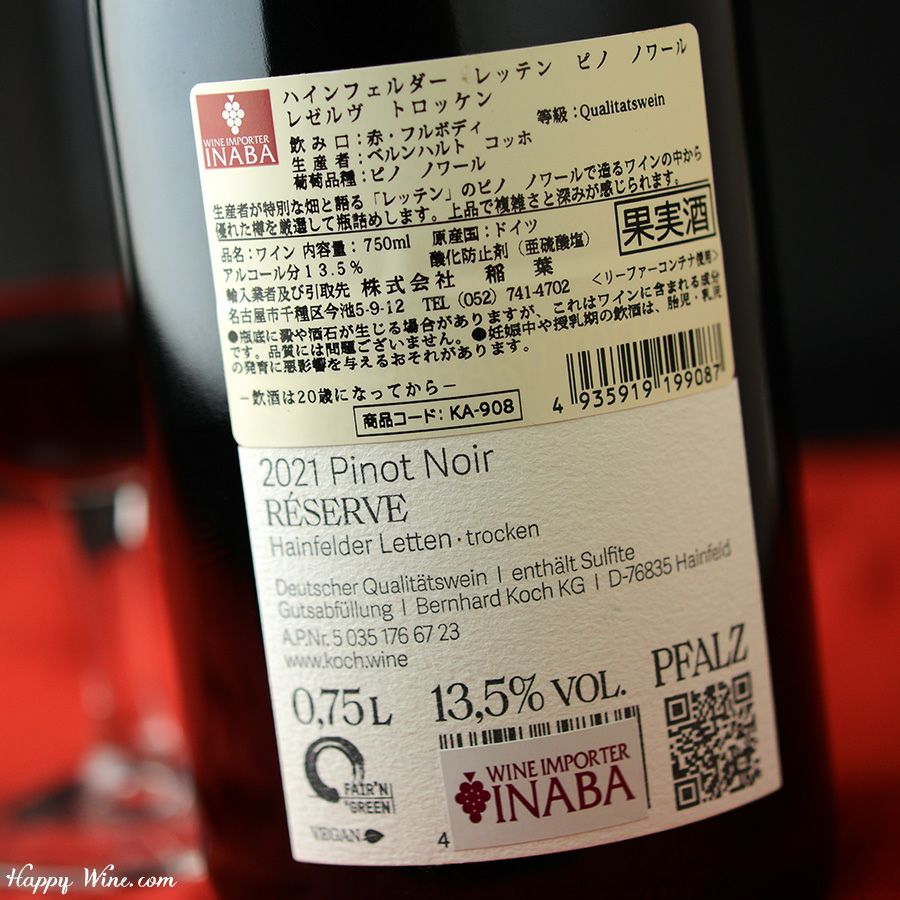 ハインフェルダー レッテン ピノ ノワール
レゼルヴ トロッケン
等級：Qualitatswein
WINE IMPORTER
INABA
飲み口：赤・フルボディ
生産者：ベルンハルト コッホ
葡萄品種：ピノ ノワール
生産者が特別な畑と語る「レッテン」のピノ ノワールで造るワインの中から
優れた樽を厳選して瓶詰めします。上品で複雑さと深みが感じられます。
品名：ワイン 内容量：750ml 原産国：ドイツ
果実酒
アルコール分13.5% 酸化防止剤（亜硫酸塩）
輸入業者及び引取先 株式会社 稲葉 <リーファーコンテナ使用>
名古屋市千種区今池5-9-12 TEL（052）741-4702
●瓶底に澱や酒石が生じる場合がありますが、これはワインに含まれる成分
です。品質には問題ございません。●妊娠中や授乳期の飲酒は、胎児・乳児
の発育に悪影響を与えるおそれがあります。
－飲酒は20歳になってから－
商品コード：KA-908
4 935919 199087
2021 Pinot Noir
RÉSERVE
Hainfelder Letten · trocken
Deutscher Qualitätswein | enthält Sulfite
Gutsabfüllung | Bernhard Koch KG | D-76835 Hainfeld
A.P.Nr. 5 035 176 67 23
www.koch.wine
0,75L 13,5% VOL. PFALZ
FAIR'N
GREEN
VEGAN
4
WINE IMPORTER
INABA
Happy Wine.com